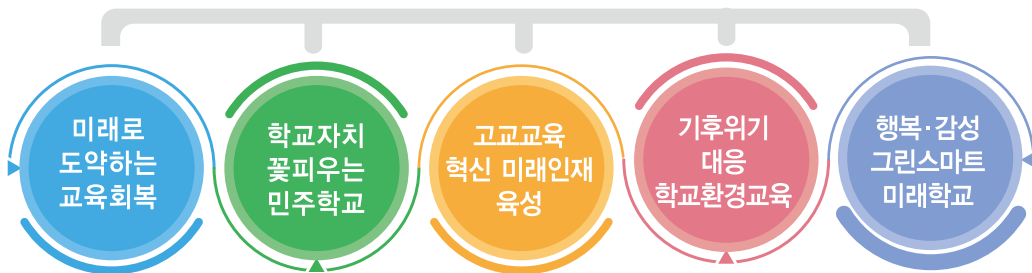 미래로
도약하는
교육회복
학교자치
꽃피우는
민주학교
고교교육
혁신 미래인재
육성
기후위기
대응
학교환경교육
행복·감성
그린스마트
미래학교